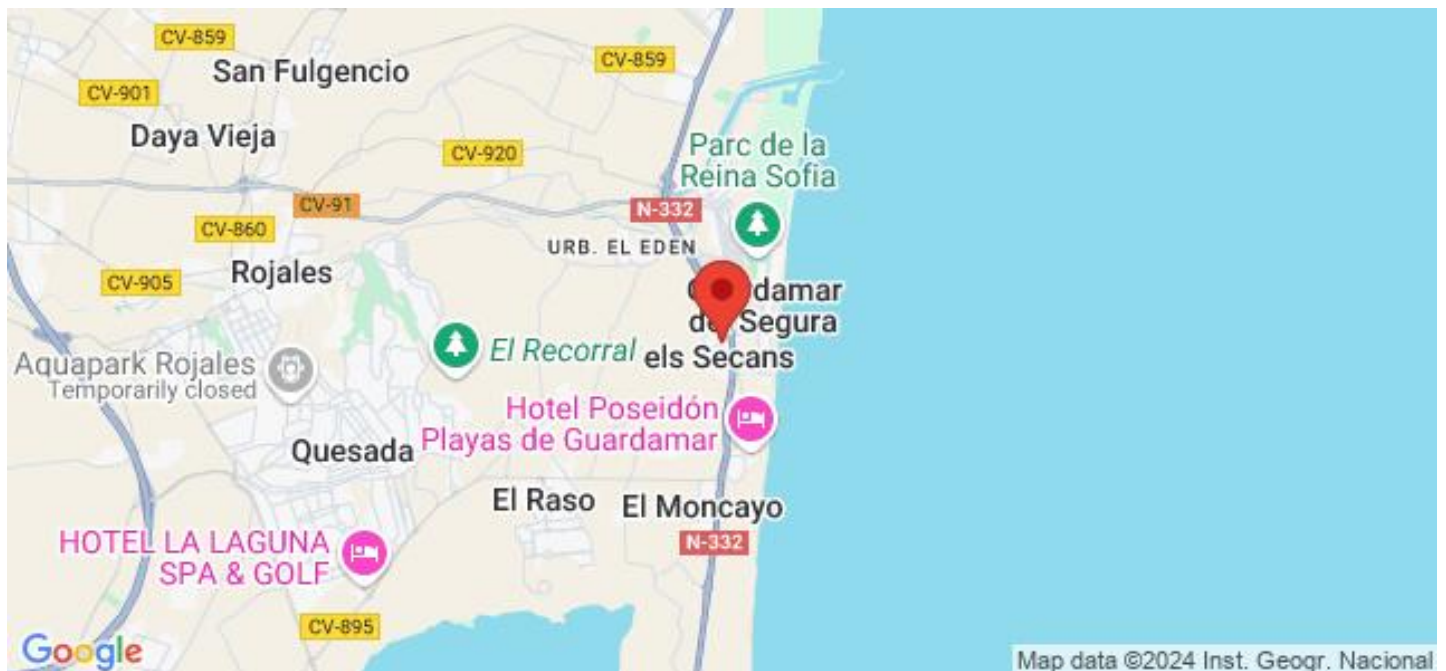 CV-859
San Fulgencio
CV-859
CV-901
Daya Vieja
CV-920
Parc de la
Reina Sofia
CV-91
N-332
CV-860
URB. EL EDEN
Rojales
CV-905
damar
Segura
El Recorral
els Secans
Aquapark Rojales
Temporarily closed
Hotel Poseidón
Playas de Guardamar
Quesada
El Raso
El Moncayo
HOTEL LA LAGUNA
SPA & GOLF
N-332
CV-895
Google
Map data ©2024 Inst. Geogr. Nacional